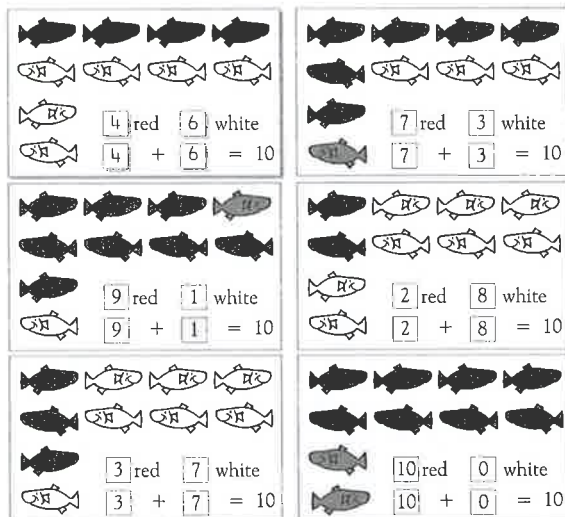 4 red 6 white
4 + 6 = 10
7 red 3 white
7 + 3 = 10
9 red 1 white
9 + 1 = 10
2 red 8 white
2 + 8 = 10
3 red 7 white
3 + 7 = 10
10 red 0 white
10 + 0 = 10